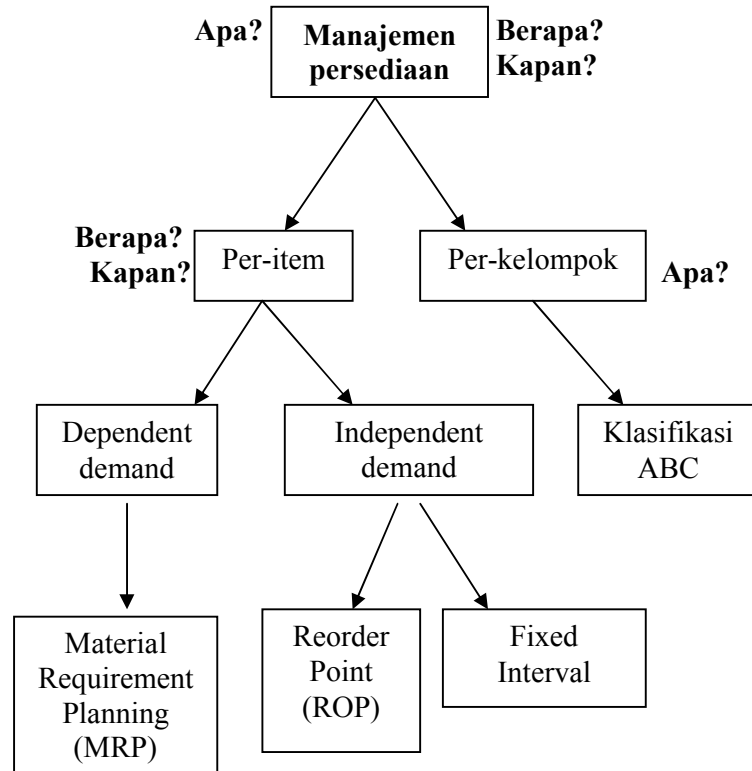 Apa?
Manajemen
persediaan
Berapa?
Kapan?
Berapa?
Kapan?
Per-item
Per-kelompok
Apa?
Dependent
demand
Independent
demand
Klasifikasi
ABC
Material
Requirement
Planning
(MRP)
Reorder
Point
(ROP)
Fixed
Interval